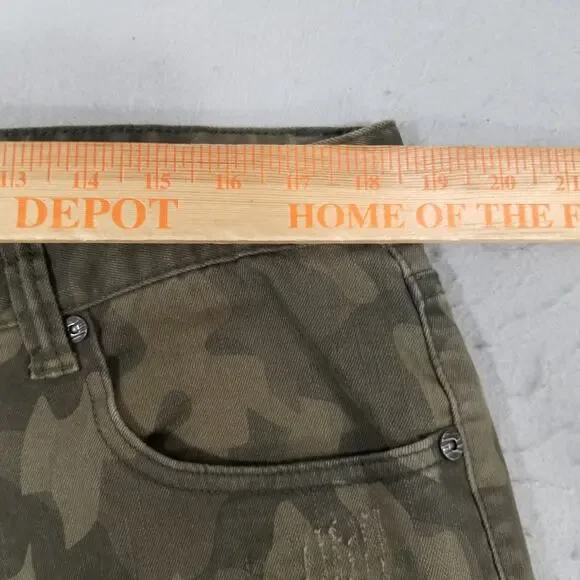 13 14 15 16 17 18 19 20 21
DEPOT HOME OF THE F